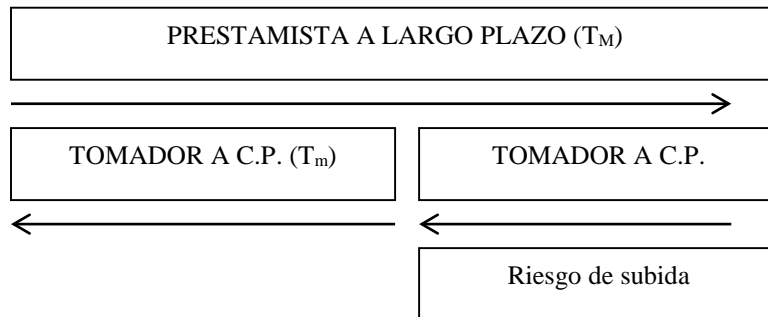 PRESTAMISTA A LARGO PLAZO (TM)
TOMADOR A C.P. (Tm)
TOMADOR A C.P.
Riesgo de subida